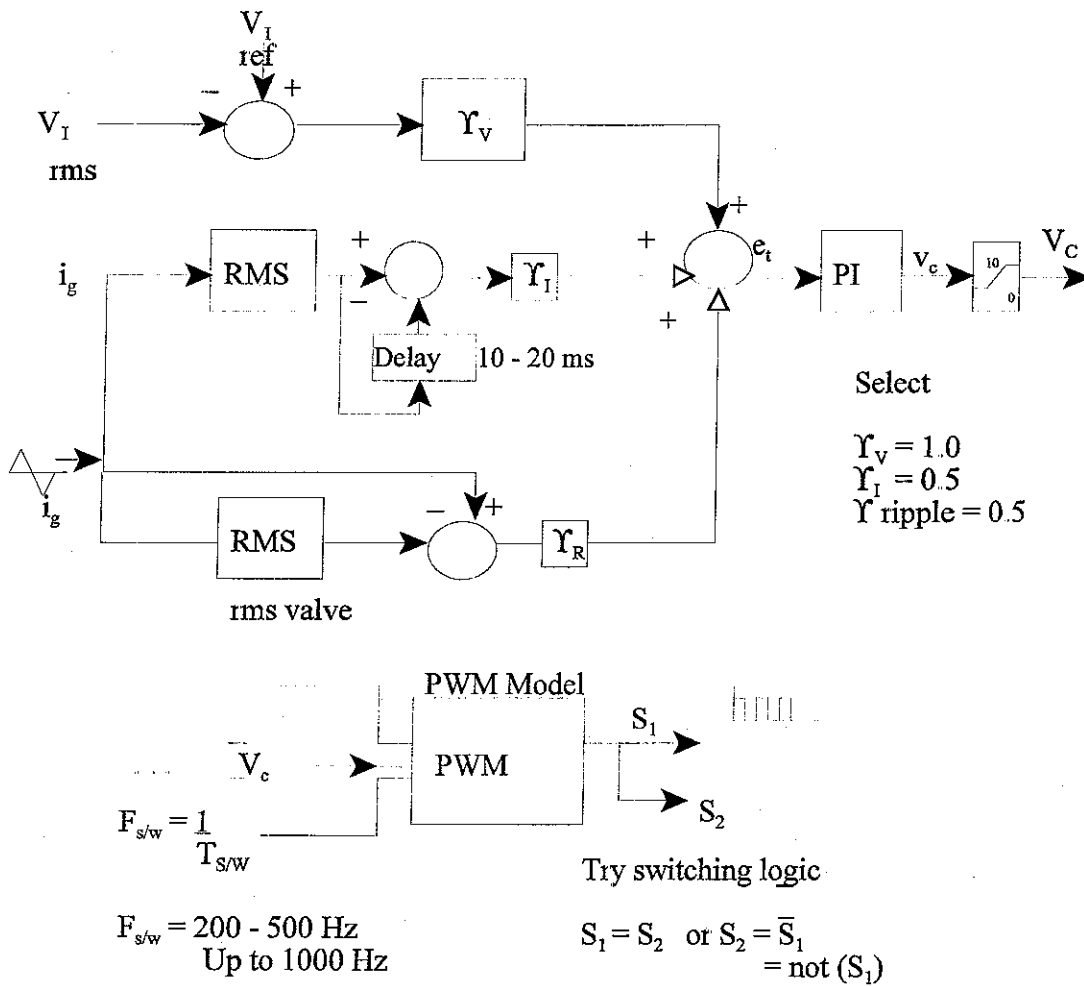 V_I
ref
− +
V_I
rms
ϒ_V
+
i_g
RMS
+
−
ϒ_I
+
+
e_t
PI
v_c
10
0
V_C
Delay
10 - 20 ms
Select
ϒ_V = 1.0
ϒ_I = 0.5
ϒ ripple = 0.5
i_g
RMS
− +
ϒ_R
rms valve
PWM Model
PWM
V_c
S_1
S_2
F_s/w = 1
T_S/W
F_s/w = 200 - 500 Hz
Up to 1000 Hz
Try switching logic
S_1 = S_2 or S_2 = S̅_1
= not (S_1)